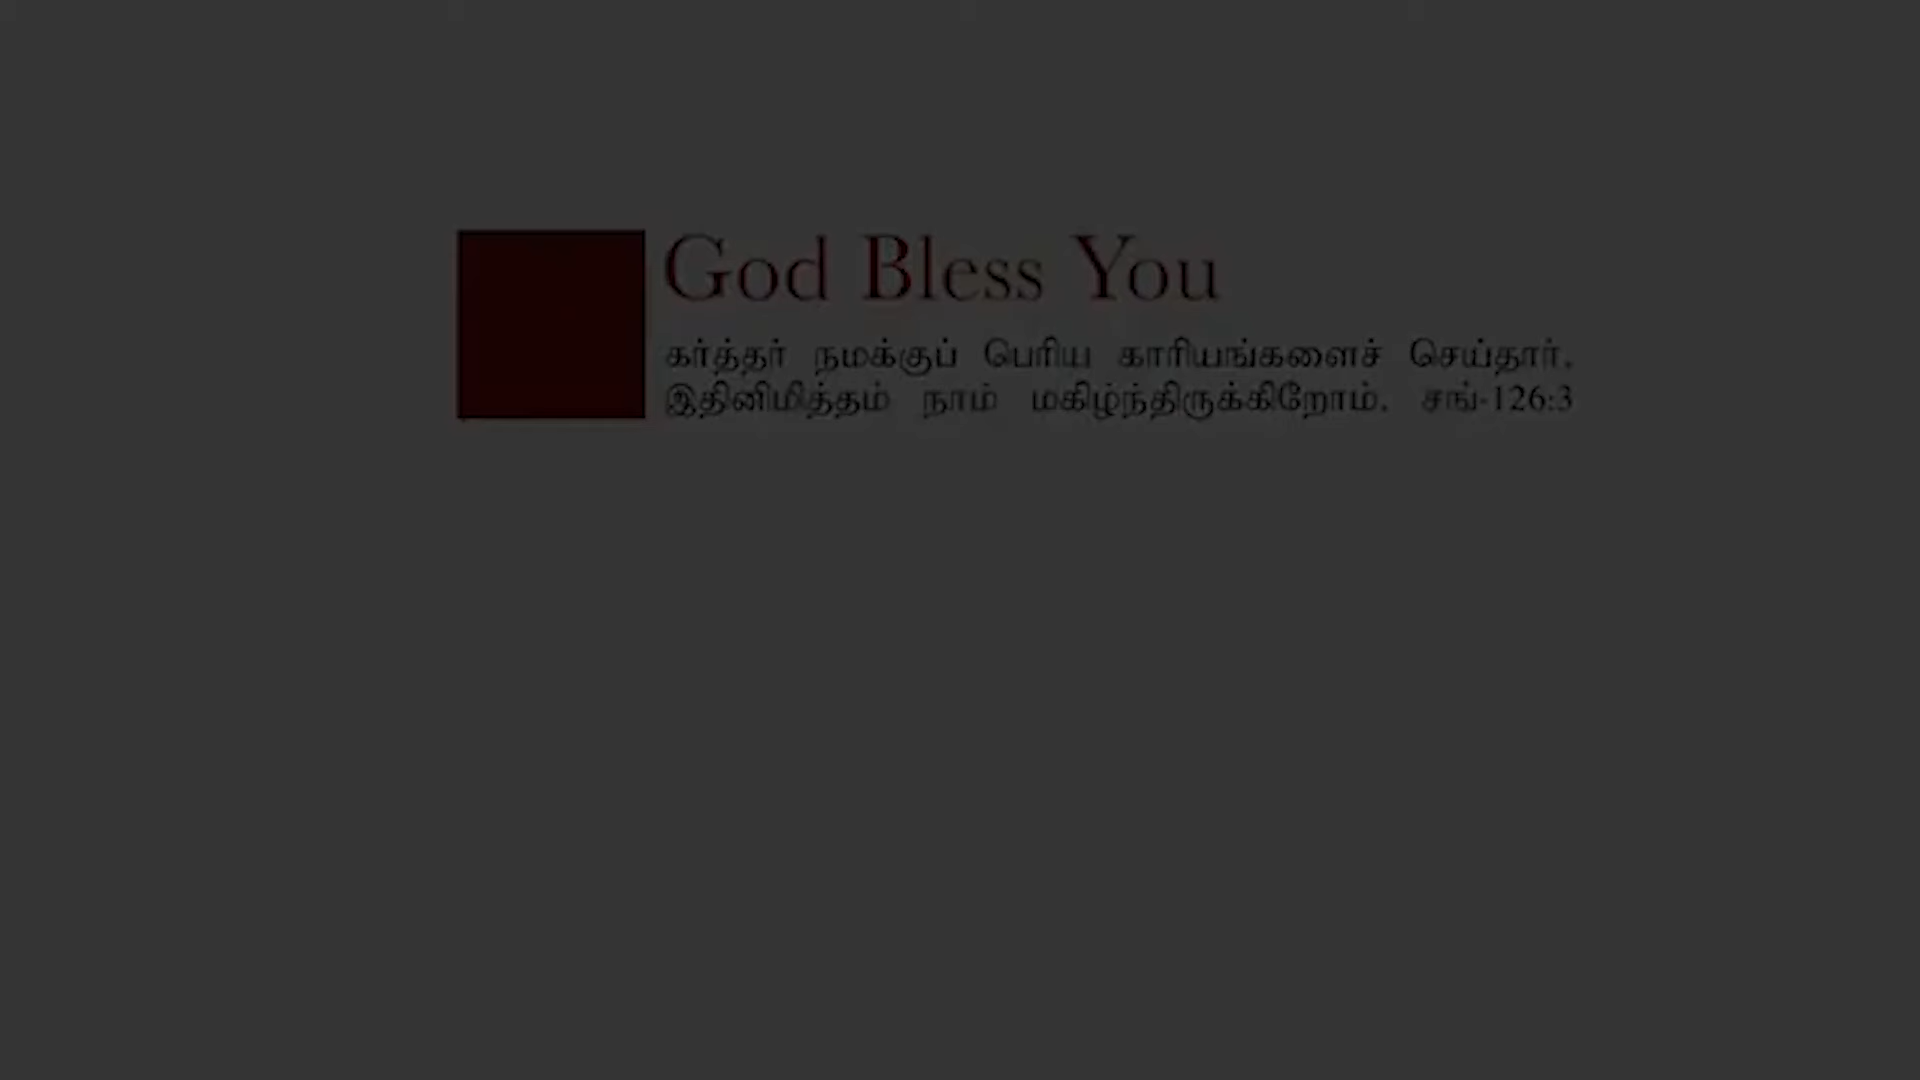 God Bless You
கர்த்தர் நமக்குப் பெரிய காரியங்களைச் செய்தார்.
இதினிமித்தம் நாம் மகிழ்ந்திருக்கிறோம். சங்-126:3